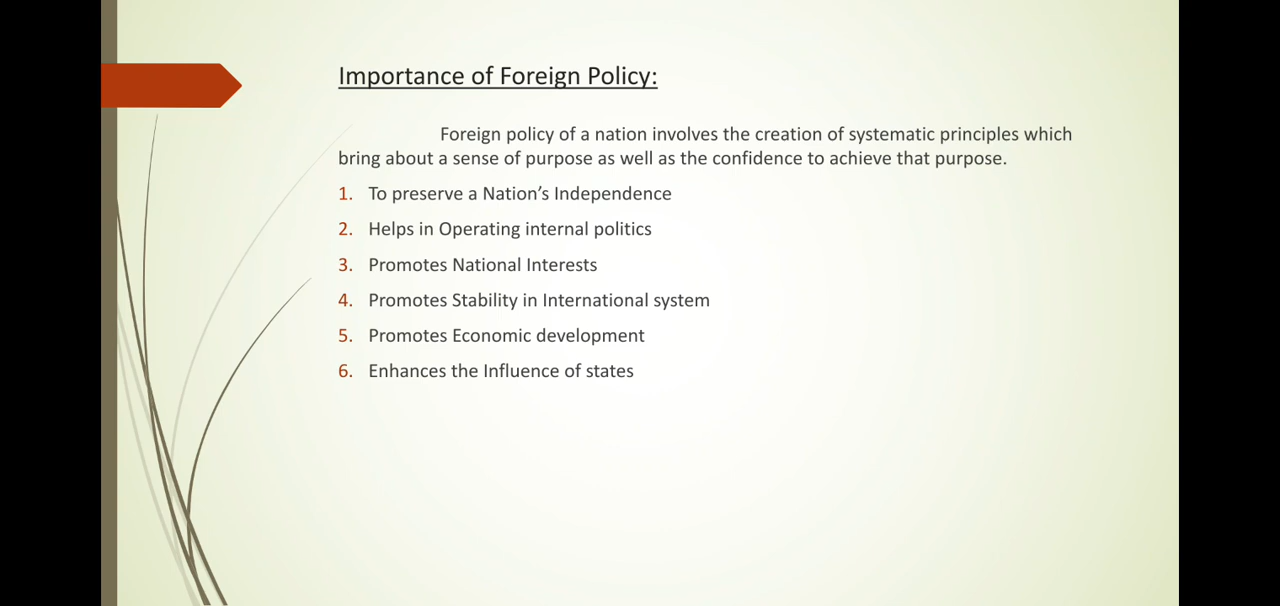 Importance of Foreign Policy:
Foreign policy of a nation involves the creation of systematic principles which
bring about a sense of purpose as well as the confidence to achieve that purpose.
1. To preserve a Nation’s Independence
2. Helps in Operating internal politics
3. Promotes National Interests
4. Promotes Stability in International system
5. Promotes Economic development
6. Enhances the Influence of states